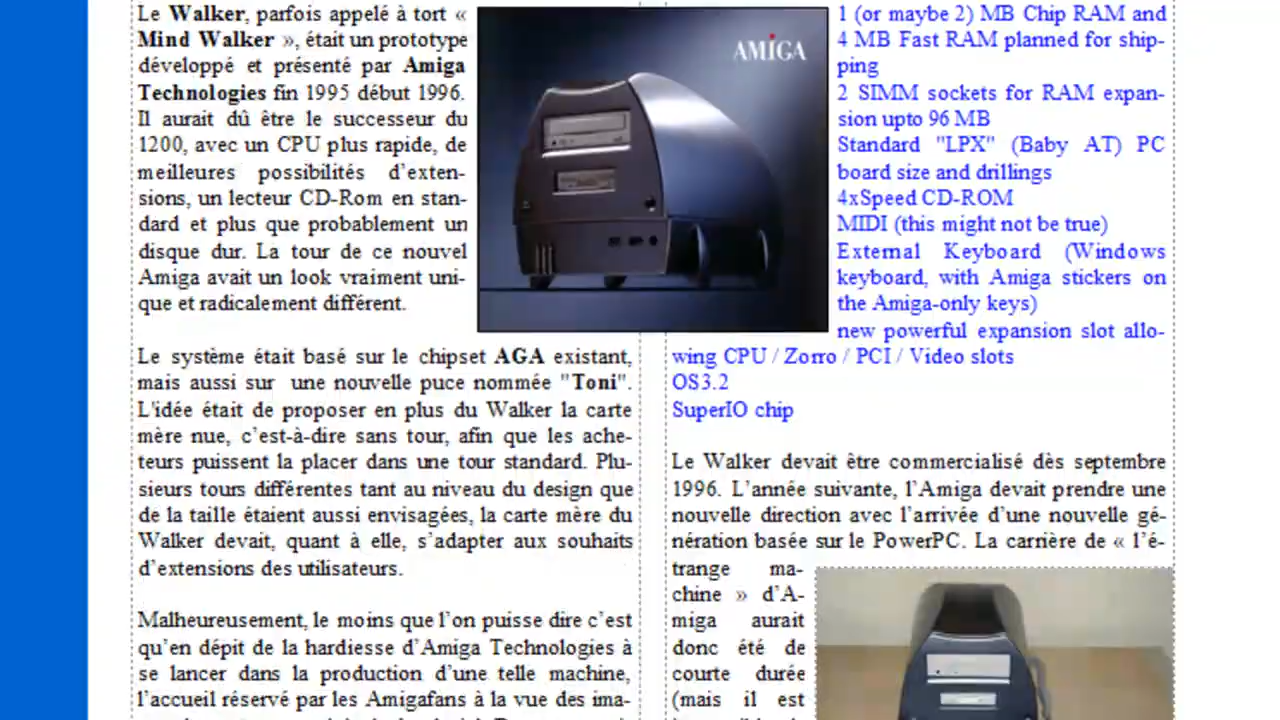 Le Walker, parfois appelé à tort «
Mind Walker », était un prototype
développé et présenté par Amiga
Technologies fin 1995 début 1996.
Il aurait dû être le successeur du
1200, avec un CPU plus rapide, de
meilleures possibilités d'exten-
sions, un lecteur CD-Rom en stan-
dard et plus que probablement un
disque dur. La tour de ce nouvel
Amiga avait un look vraiment uni-
que et radicalement différent.
Le système était basé sur le chipset AGA existant,
mais aussi sur une nouvelle puce nommée "Toni".
L'idée était de proposer en plus du Walker la carte
mère nue, c'est-à-dire sans tour, afin que les ache-
teurs puissent la placer dans une tour standard. Plu-
sieurs tours différentes tant au niveau du design que
de la taille étaient aussi envisagées, la carte mère du
Walker devait, quant à elle, s'adapter aux souhaits
d'extensions des utilisateurs.
Malheureusement, le moins que l'on puisse dire c'est
qu'en dépit de la hardiesse d'Amiga Technologies à
se lancer dans la production d'une telle machine,
l'accueil réservé par les Amigafans à la vue des ima-
AMIGA
1 (or maybe 2) MB Chip RAM and
4 MB Fast RAM planned for ship-
ping
2 SIMM sockets for RAM expan-
sion upto 96 MB
Standard "LPX" (Baby AT) PC
board size and drillings
4xSpeed CD-ROM
MIDI (this might not be true)
External Keyboard (Windows
keyboard, with Amiga stickers on
the Amiga-only keys)
new powerful expansion slot allo-
wing CPU / Zorro / PCI / Video slots
OS3.2
SuperIO chip
Le Walker devait être commercialisé dès septembre
1996. L'année suivante, l'Amiga devait prendre une
nouvelle direction avec l'arrivée d'une nouvelle gé-
nération basée sur le PowerPC. La carrière de « l'é-
trange ma-
chine » d'A-
miga aurait
donc été de
courte durée
(mais il est